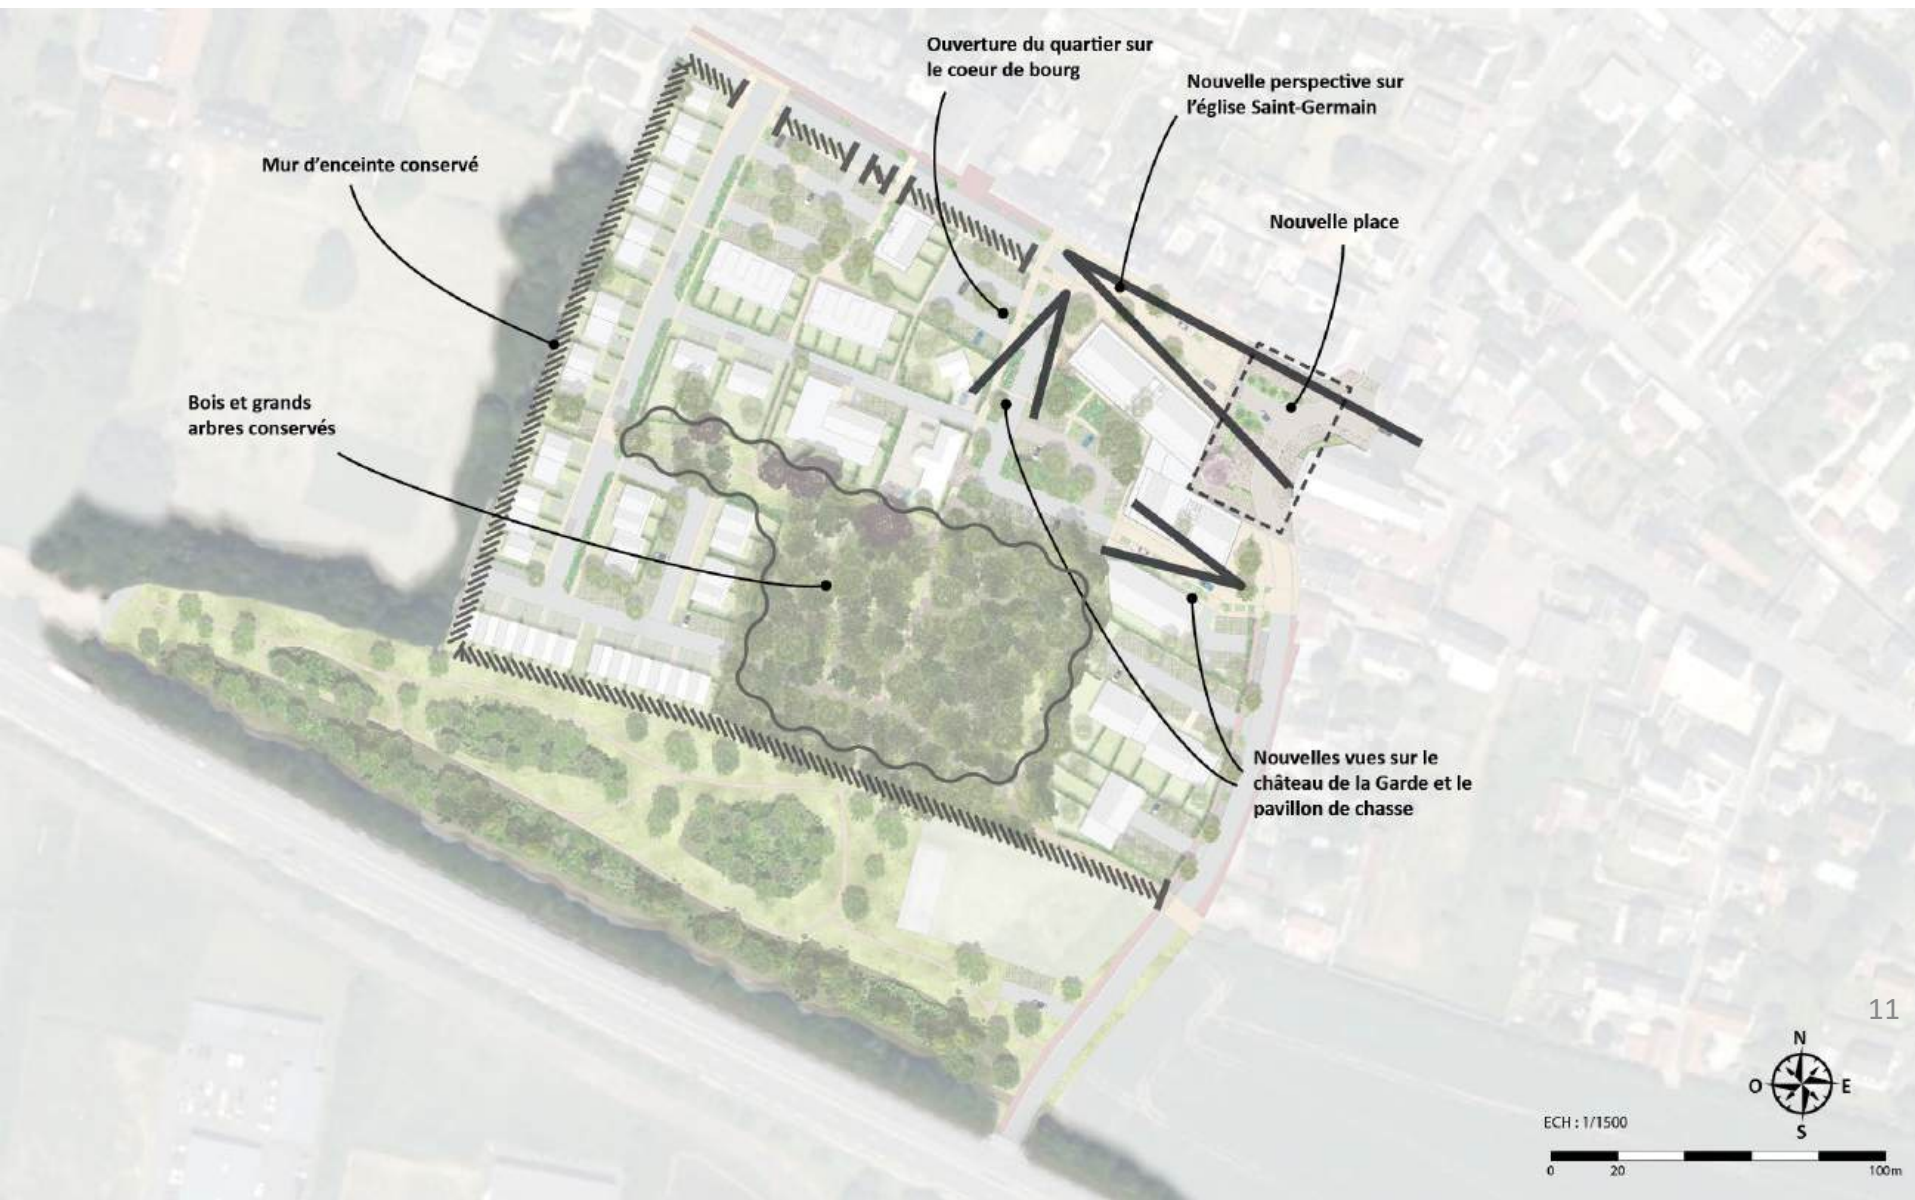 Ouverture du quartier sur
le coeur de bourg
Nouvelle perspective sur
l'église Saint-Germain
Mur d'enceinte conservé
Nouvelle place
Bois et grands
arbres conservés
Nouvelles vues sur le
château de la Garde et le
pavillon de chasse
11
N
O
E
S
ECH : 1/1500
0
20
100m